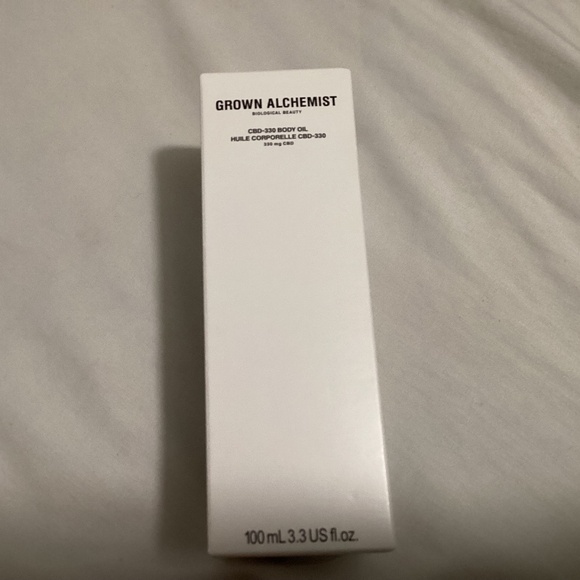 GROWN ALCHEMIST
BIOLOGICAL BEAUTY
CBD-330 BODY OIL
HUILE CORPORELLE CBD-330
330 mg CBD
100 mL 3.3 US fl.oz.